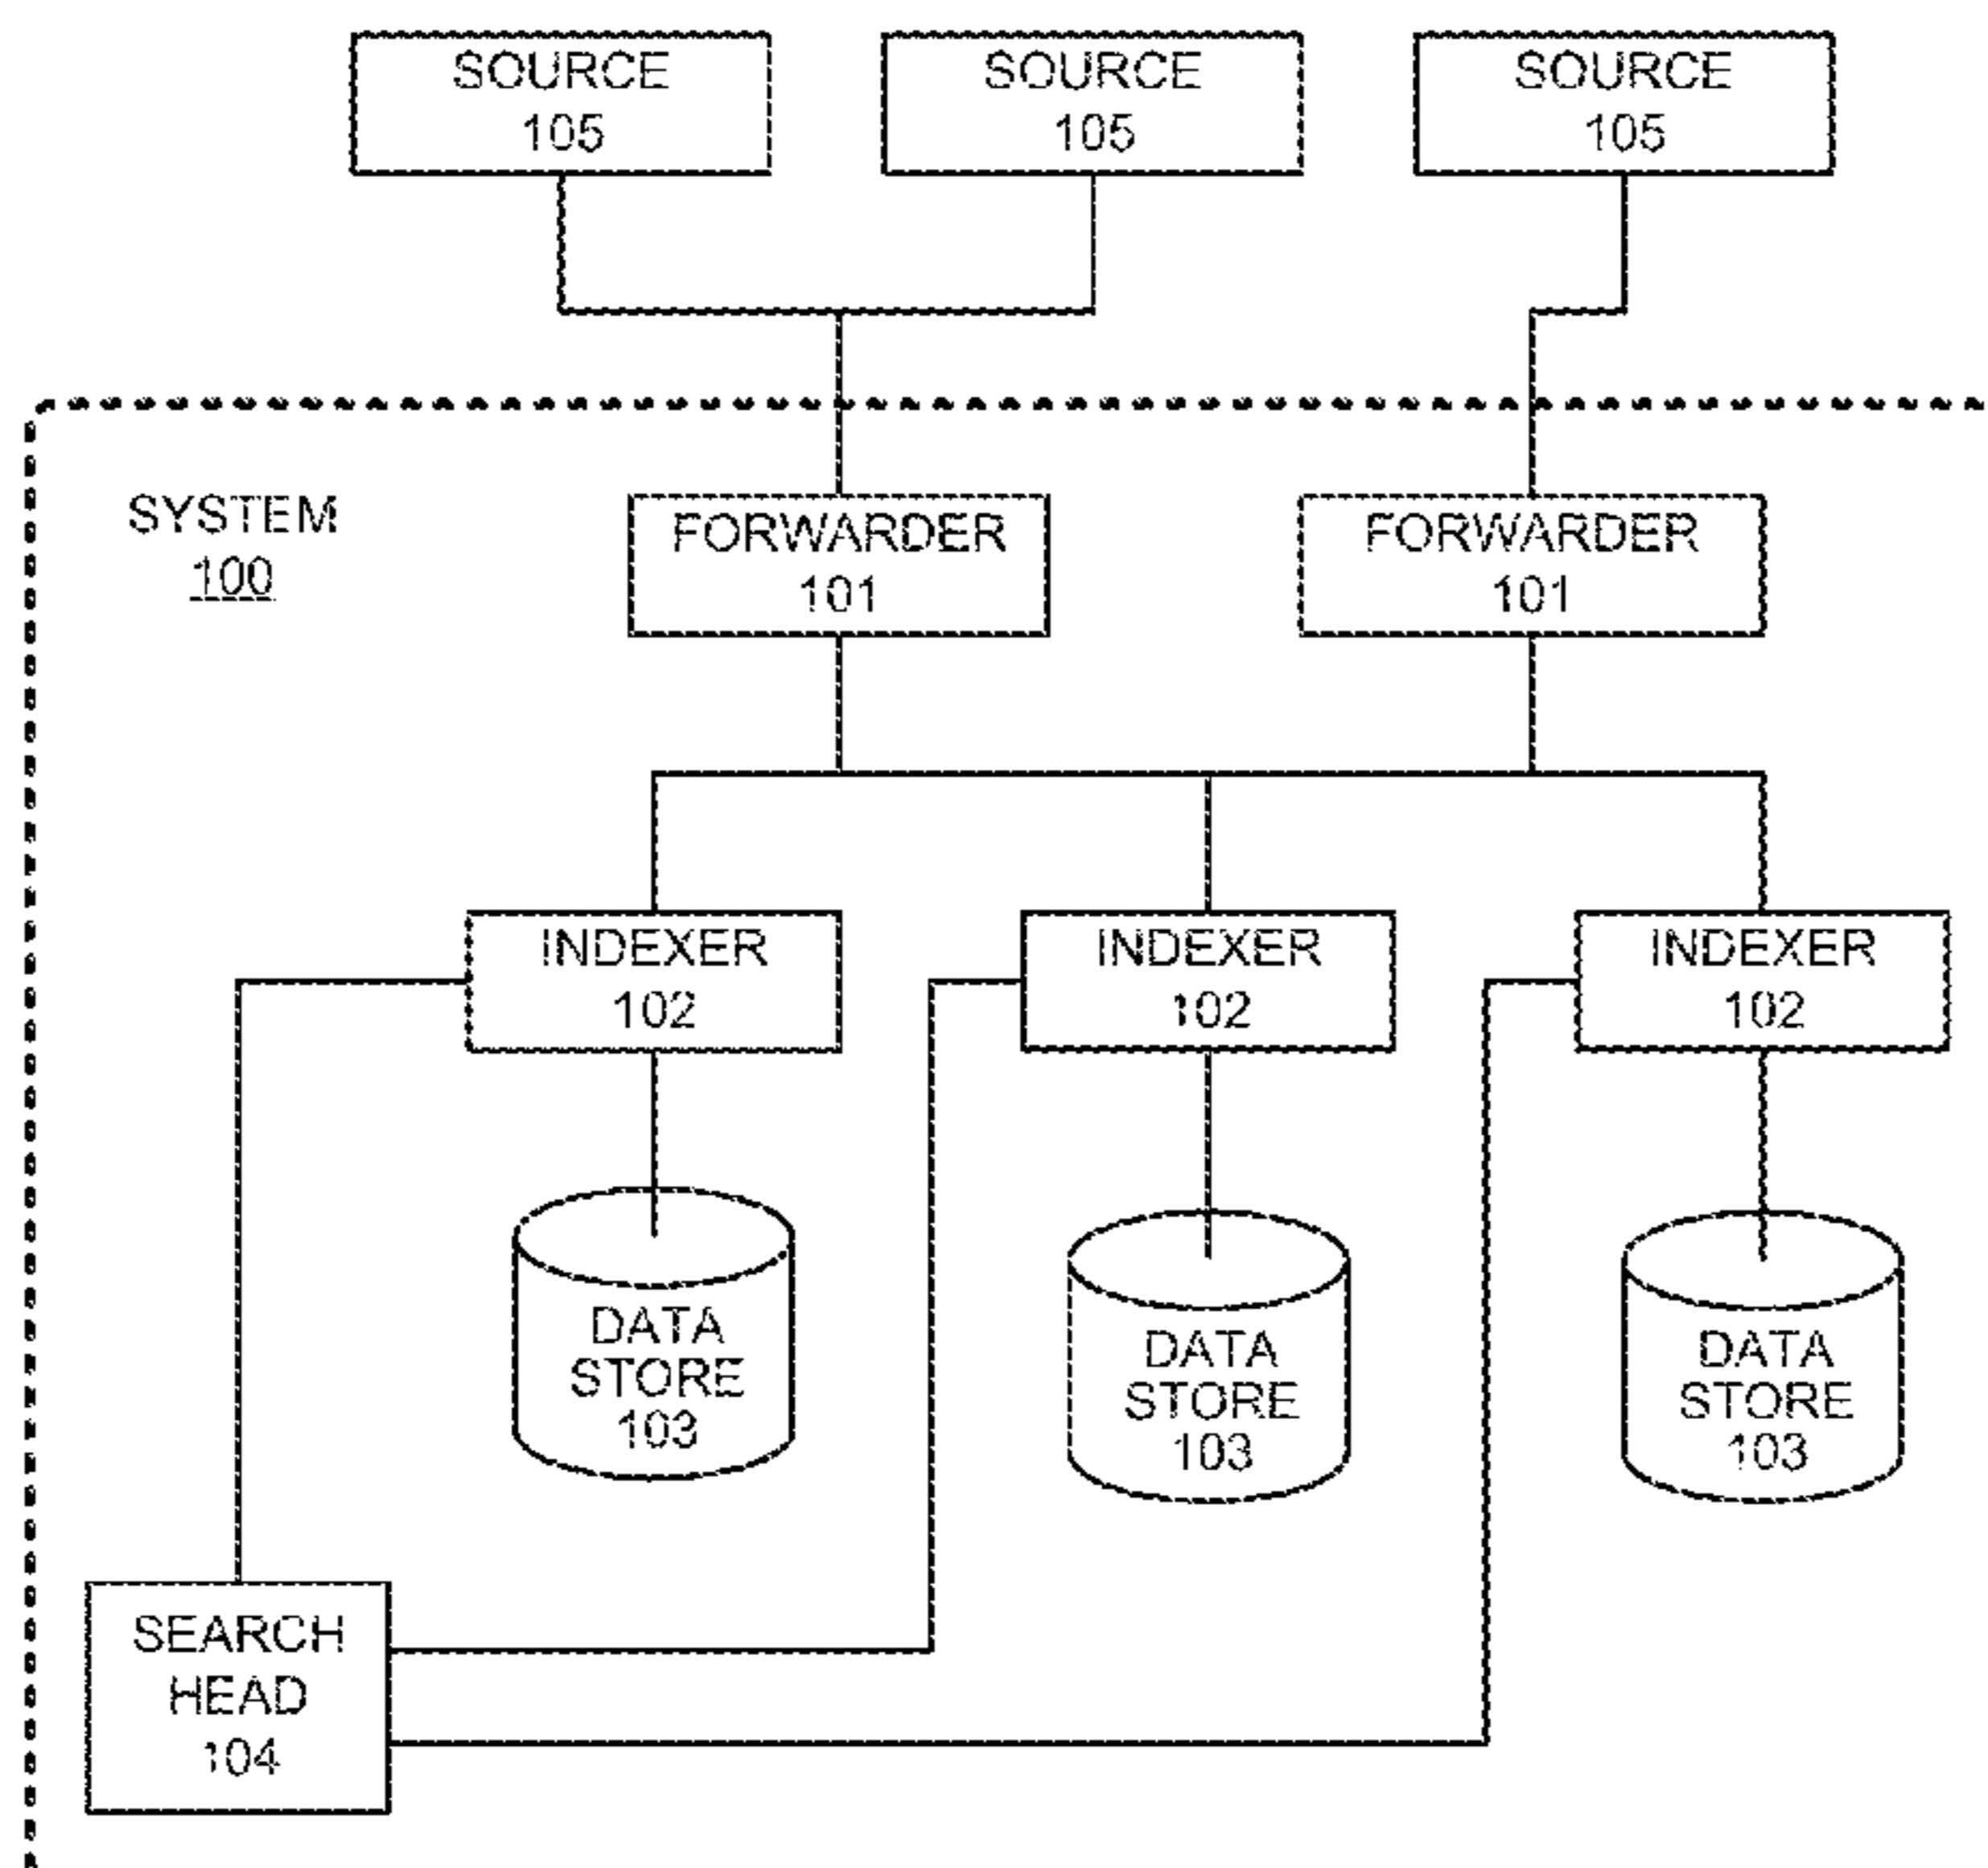 SOURCE
105
SOURCE
105
SOURCE
105
SYSTEM
100
FORWARDER
101
FORWARDER
101
INDEXER
102
INDEXER
102
INDEXER
102
DATA
STORE
103
DATA
STORE
103
DATA
STORE
103
SEARCH
HEAD
104